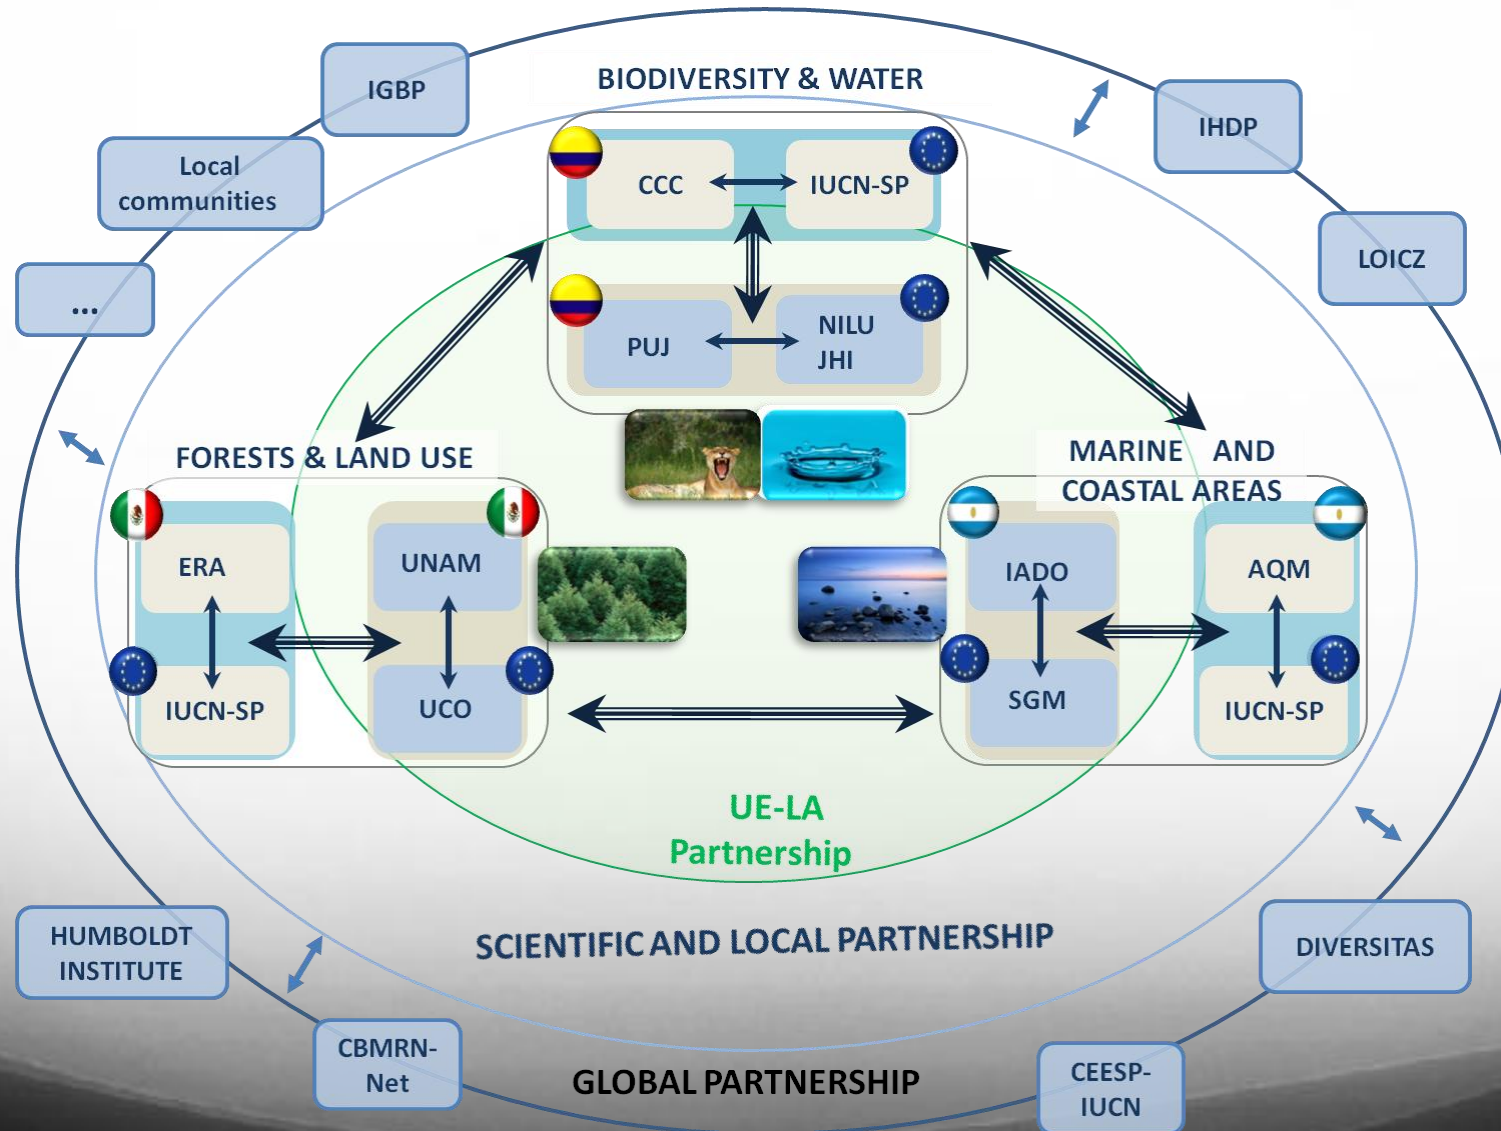 IGBP
BIODIVERSITY & WATER
IHDP
Local
communities
CCC
IUCN-SP
LOICZ
...
PUJ
NILU
JHI
FORESTS & LAND USE
MARINE AND
COASTAL AREAS
ERA
UNAM
IADO
AQM
IUCN-SP
UCO
SGM
IUCN-SP
UE-LA
Partnership
HUMBOLDT
INSTITUTE
SCIENTIFIC AND LOCAL PARTNERSHIP
DIVERSITAS
CBMRN-
Net
GLOBAL PARTNERSHIP
CEESP-
IUCN